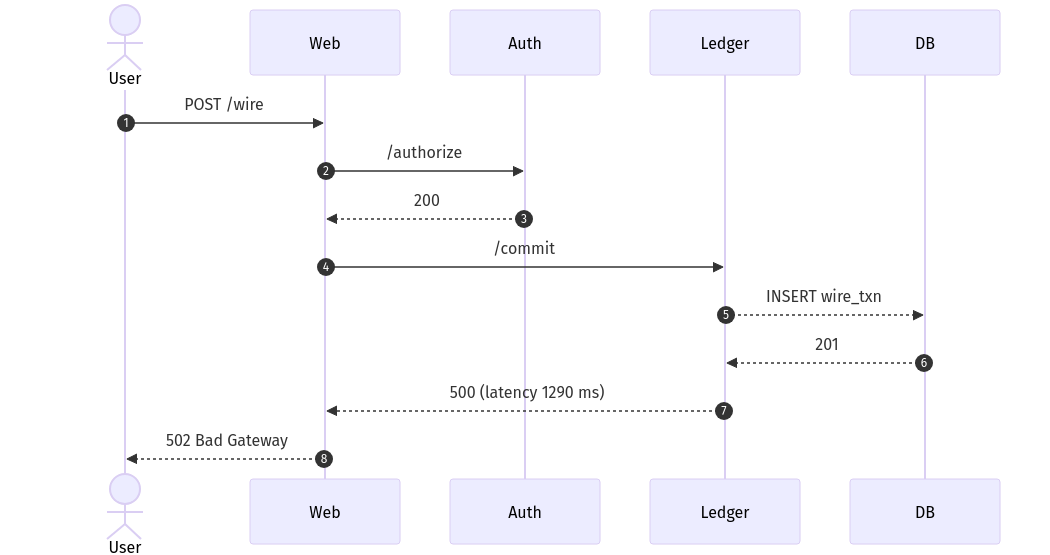 User
Web
Auth
Ledger
DB
POST /wire
1
/authorize
2
200
3
/commit
4
INSERT wire_txn
5
201
6
500 (latency 1290 ms)
7
502 Bad Gateway
8
User
Web
Auth
Ledger
DB